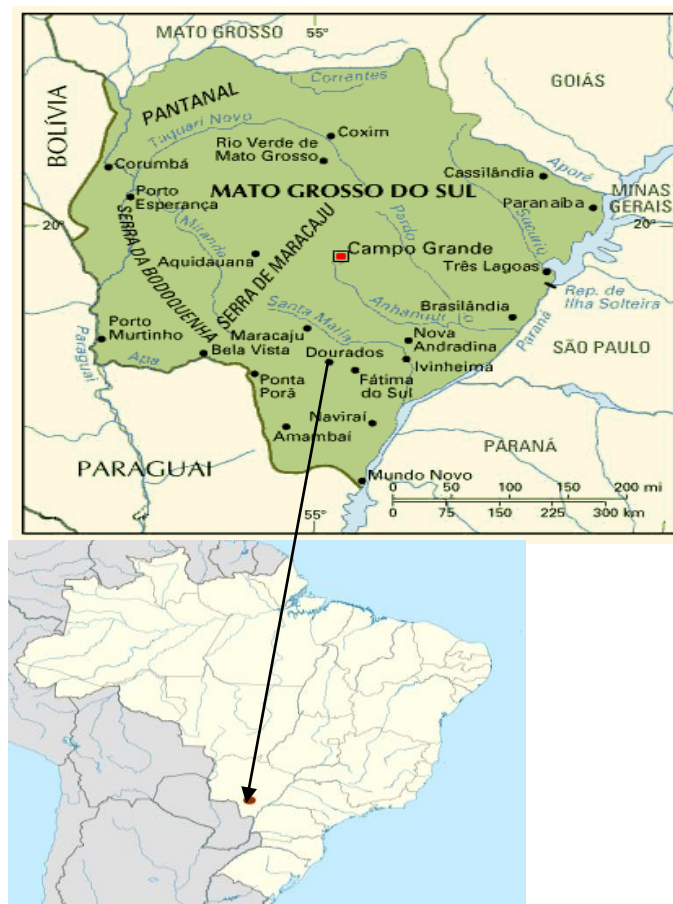 MATO GROSSO
55°
GOIÁS
BOLÍVIA
Correntes
PANTANAL
Taquari Novo
Coxim
Rio Verde de
Mato Grosso
Corumbá
Cassilândia
Aporé
MINAS
GERAIS
Porto
Esperança
MATO GROSSO DO SUL
Paranaíba
20°
20°
SERRA DA BODOQUENHA
Miranda
SERRA DE MARACAJU
Pardo
Sucuriú
Campo Grande
Aquidauana
Três Lagoas
Rep. de
Ilha Solteira
Santa Maria
Brasilândia
Paraná
Porto
Murtinho
Paraguai
Apa
Bela Vista
Maracaju
Dourados
Nova
Andradina
Ivinheima
SÃO PAULO
Ponta
Porã
Fátima
do Sul
Naviraí
Amambaí
PARANÁ
PARAGUAI
Mundo Novo
0 50 100 150 200 mi
0 75 150 225 300 km
55°